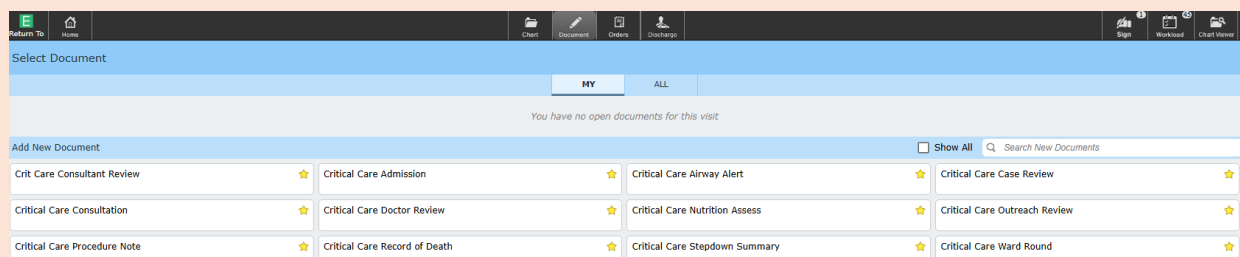 E
Return To
Home
Chart
Document
Orders
Discharge
Sign
1
Workload
45
Chart Viewer
Select Document
MY
ALL
You have no open documents for this visit
Add New Document
Show All
Search New Documents
Crit Care Consultant Review
Critical Care Admission
Critical Care Airway Alert
Critical Care Case Review
Critical Care Consultation
Critical Care Doctor Review
Critical Care Nutrition Assess
Critical Care Outreach Review
Critical Care Procedure Note
Critical Care Record of Death
Critical Care Stepdown Summary
Critical Care Ward Round